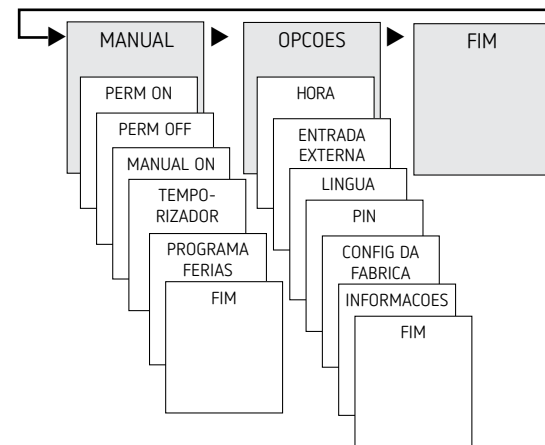 MANUAL
PERM ON
PERM OFF
MANUAL ON
TEMPO-
RIZADOR
PROGRAMA
FERIAS
FIM
OPCOES
HORA
ENTRADA
EXTERNA
LINGUA
PIN
CONFIG DA
FABRICA
INFORMACOES
FIM
FIM